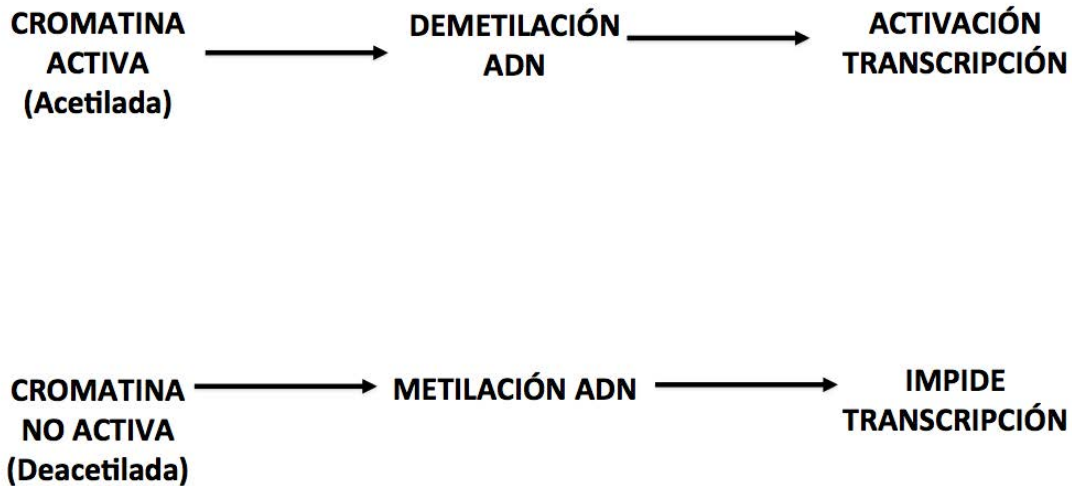 CROMATINA
ACTIVA
(Acetilada)
DEMETILACIÓN
ADN
ACTIVACIÓN
TRANSCRIPCIÓN
CROMATINA
NO ACTIVA
(Deacetilada)
METILACIÓN ADN
IMPIDE
TRANSCRIPCIÓN